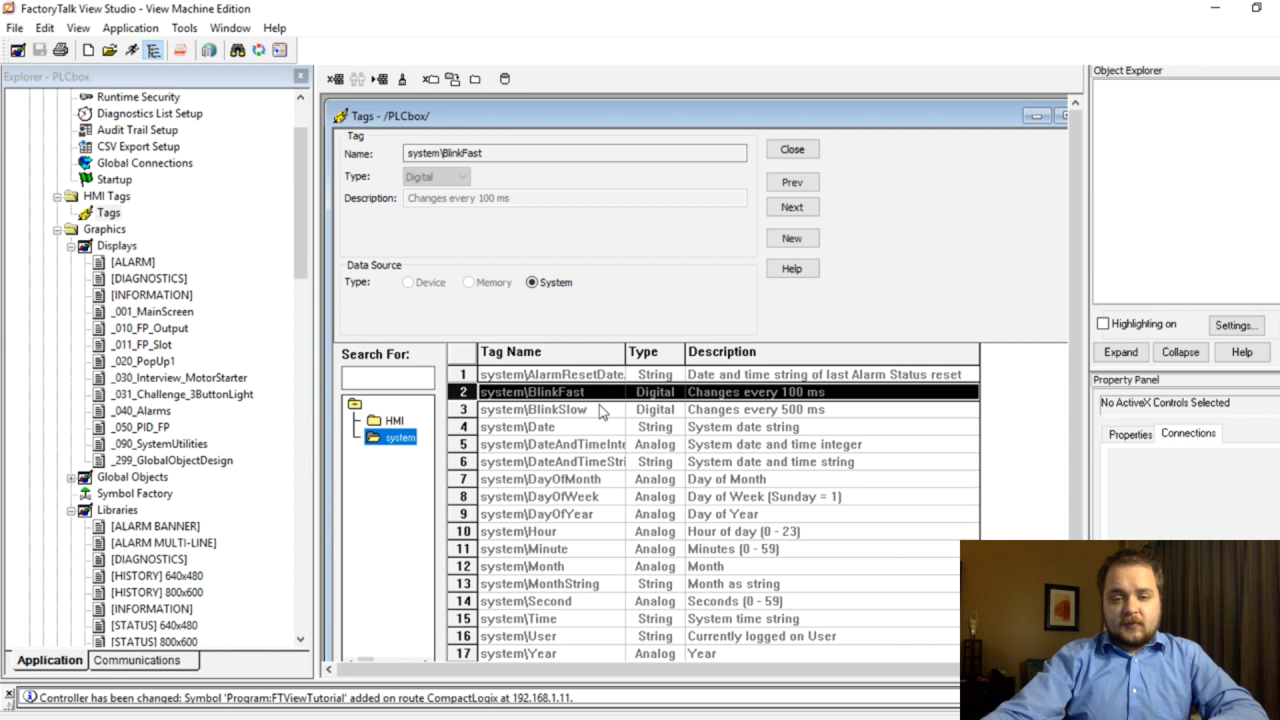 FactoryTalk View Studio - View Machine Edition
File Edit View Application Tools Window Help
Explorer - PLCbox
Runtime Security
Diagnostics List Setup
Audit Trail Setup
CSV Export Setup
Global Connections
Startup
HMI Tags
Tags
Graphics
Displays
[ALARM]
[DIAGNOSTICS]
[INFORMATION]
_001_MainScreen
_010_FP_Output
_011_FP_Slot
_020_PopUp1
_030_Interview_MotorStarter
_031_Challenge_3ButtonLight
_040_Alarms
_050_PID_FP
_090_SystemUtilities
_299_GlobalObjectDesign
Global Objects
Symbol Factory
Libraries
[ALARM BANNER]
[ALARM MULTI-LINE]
[DIAGNOSTICS]
[HISTORY] 640x480
[HISTORY] 800x600
[INFORMATION]
[STATUS] 640x480
[STATUS] 800x600
Application Communications
Tags - /PLCbox/
Tag
Name: system\BlinkFast
Type: Digital
Description: Changes every 100 ms
Close
Prev
Next
New
Help
Data Source
Type: Device Memory System
Search For:
HMI
system
Tag Name Type Description
1 system\AlarmResetDate String Date and time string of last Alarm Status reset
2 system\BlinkFast Digital Changes every 100 ms
3 system\BlinkSlow Digital Changes every 500 ms
4 system\Date String System date string
5 system\DateAndTimeInte Analog System date and time integer
6 system\DateAndTimeStri String System date and time string
7 system\DayOfMonth Analog Day of Month
8 system\DayOfWeek Analog Day of Week (Sunday = 1)
9 system\DayOfYear Analog Day of Year
10 system\Hour Analog Hour of day (0 - 23)
11 system\Minute Analog Minutes (0 - 59)
12 system\Month Analog Month
13 system\MonthString String Month as string
14 system\Second Analog Seconds (0 - 59)
15 system\Time String System time string
16 system\User String Currently logged on User
17 system\Year Analog Year
Object Explorer
Highlighting on Settings...
Expand Collapse Help
Property Panel
No ActiveX Controls Selected
Properties Connections
Controller has been changed: Symbol 'Program:FTViewTutorial' added on route CompactLogix at 192.168.1.11.